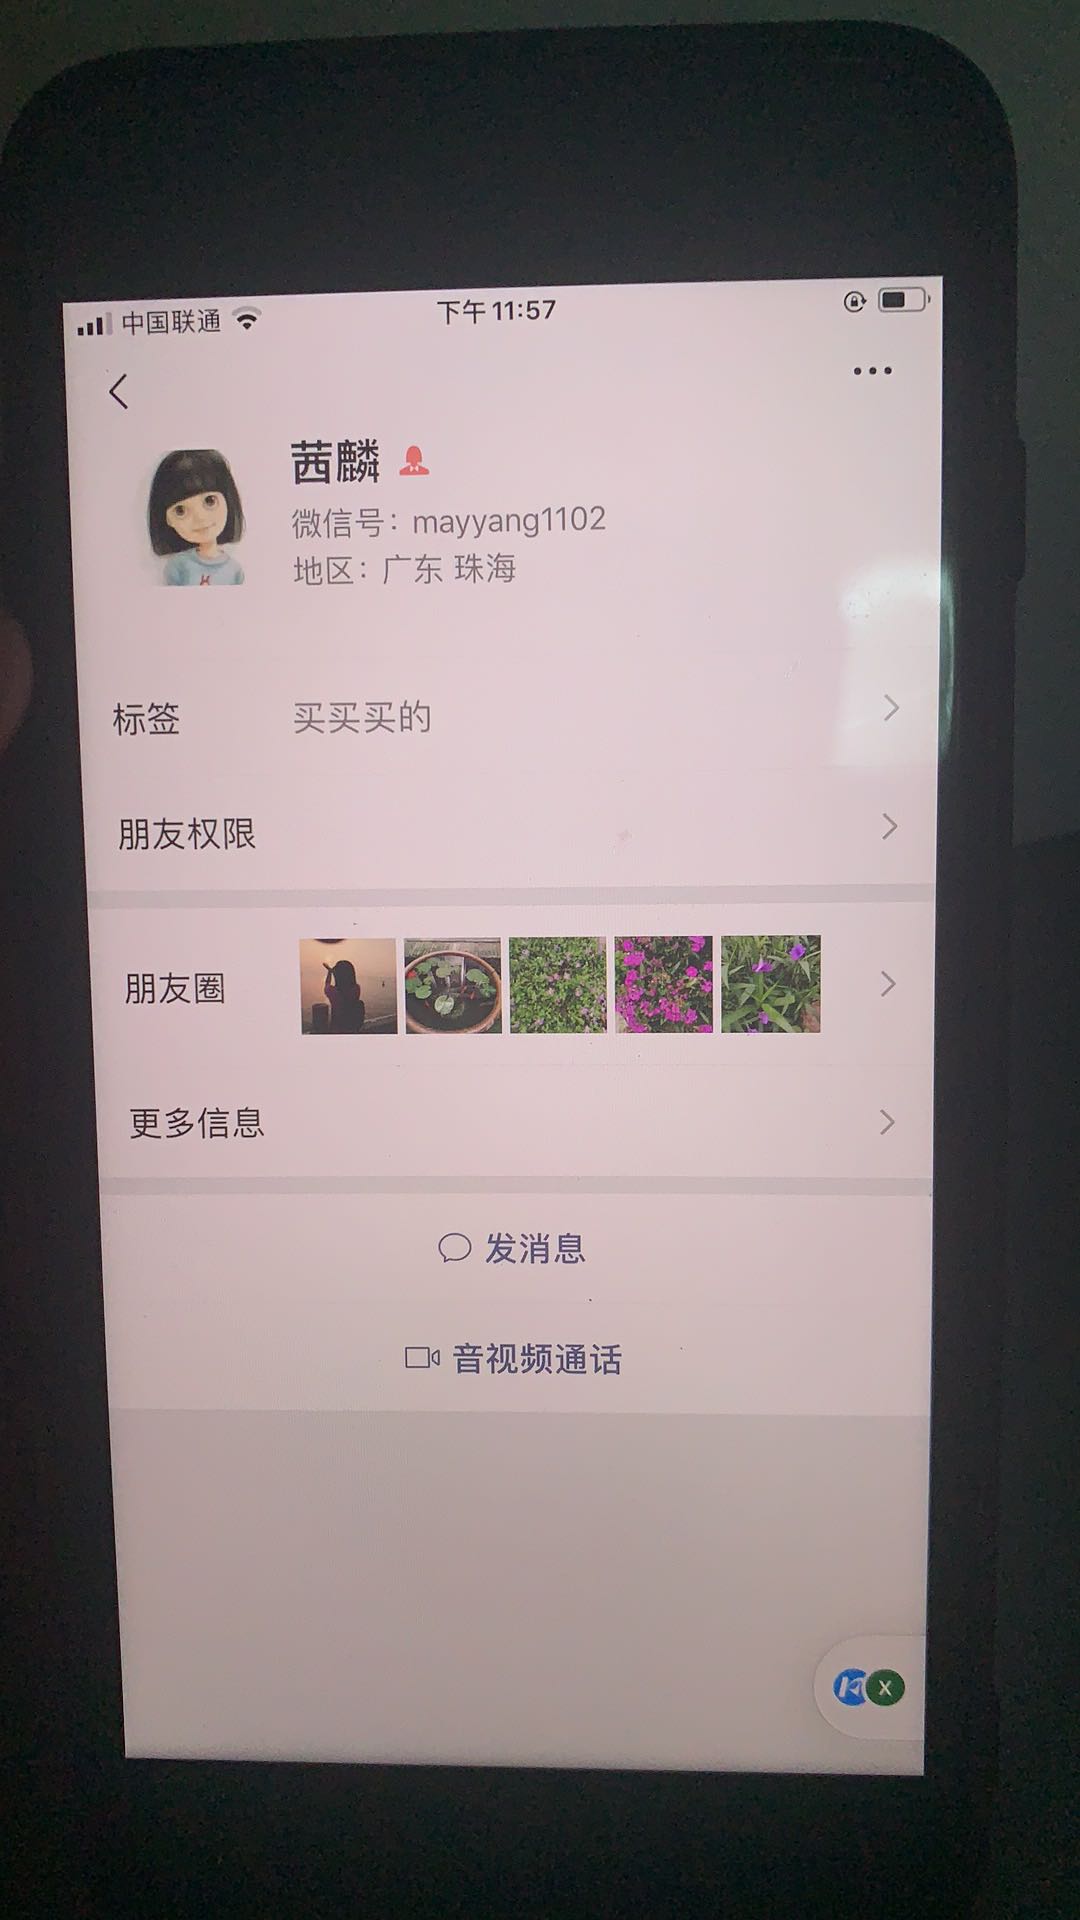 中国联通
下午11:57
茜麟
微信号：mayyang1102
地区：广东 珠海
标签 买买买的
朋友权限
朋友圈
更多信息
发消息
音视频通话
X